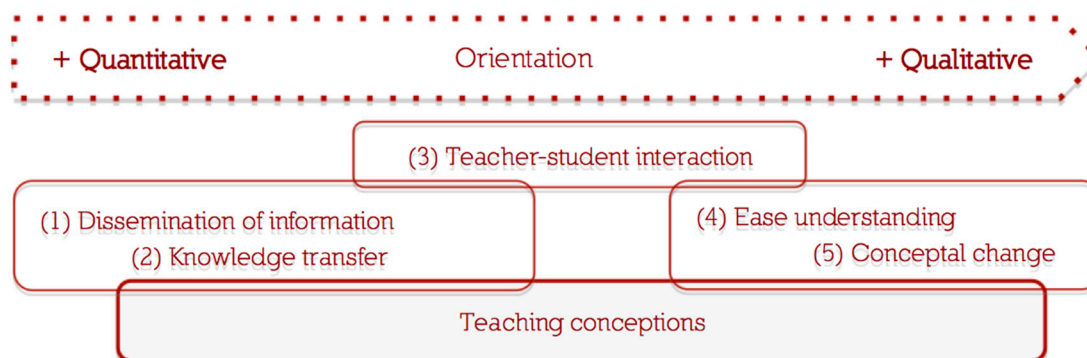 + Quantitative Orientation + Qualitative
(3) Teacher-student interaction
(1) Dissemination of information
(2) Knowledge transfer
(4) Ease understanding
(5) Conceptal change
Teaching conceptions